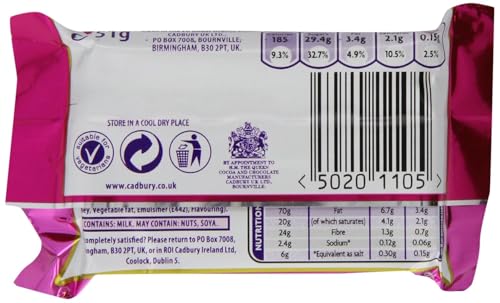 51g
CADBURY UK LTD.,
PO BOX 7008, BOURNVILLE,
BIRMINGHAM, B30 2PT, UK.
185 29.4g 3.4g 2.1g 0.15g
9.3% 32.7% 4.9% 10.5% 2.5%
STORE IN A COOL DRY PLACE
suitable for vegetarians
www.cadbury.co.uk
BY APPOINTMENT TO
H.M. THE QUEEN
COCOA AND CHOCOLATE
MANUFACTURERS
CADBURY UK LTD,
BOURNVILLE.
< 5020 1105 >
Vegetable fat, Emulsifier (E442), Flavouring.
CONTAINS: MILK. MAY CONTAIN: NUTS, SOYA.
completely satisfied? Please return to PO Box 7008,
B30 2PT, UK, or in ROI Cadbury Ireland Ltd,
Coolock, Dublin 5.
NUTRITION
70g Fat 6.7g 3.4g
20g (of which saturates) 4.1g 2.1g
24g Fibre 1.3g 0.7g
2.4g Sodium* 0.12g 0.06g
6g *Equivalent as salt 0.30g 0.15g